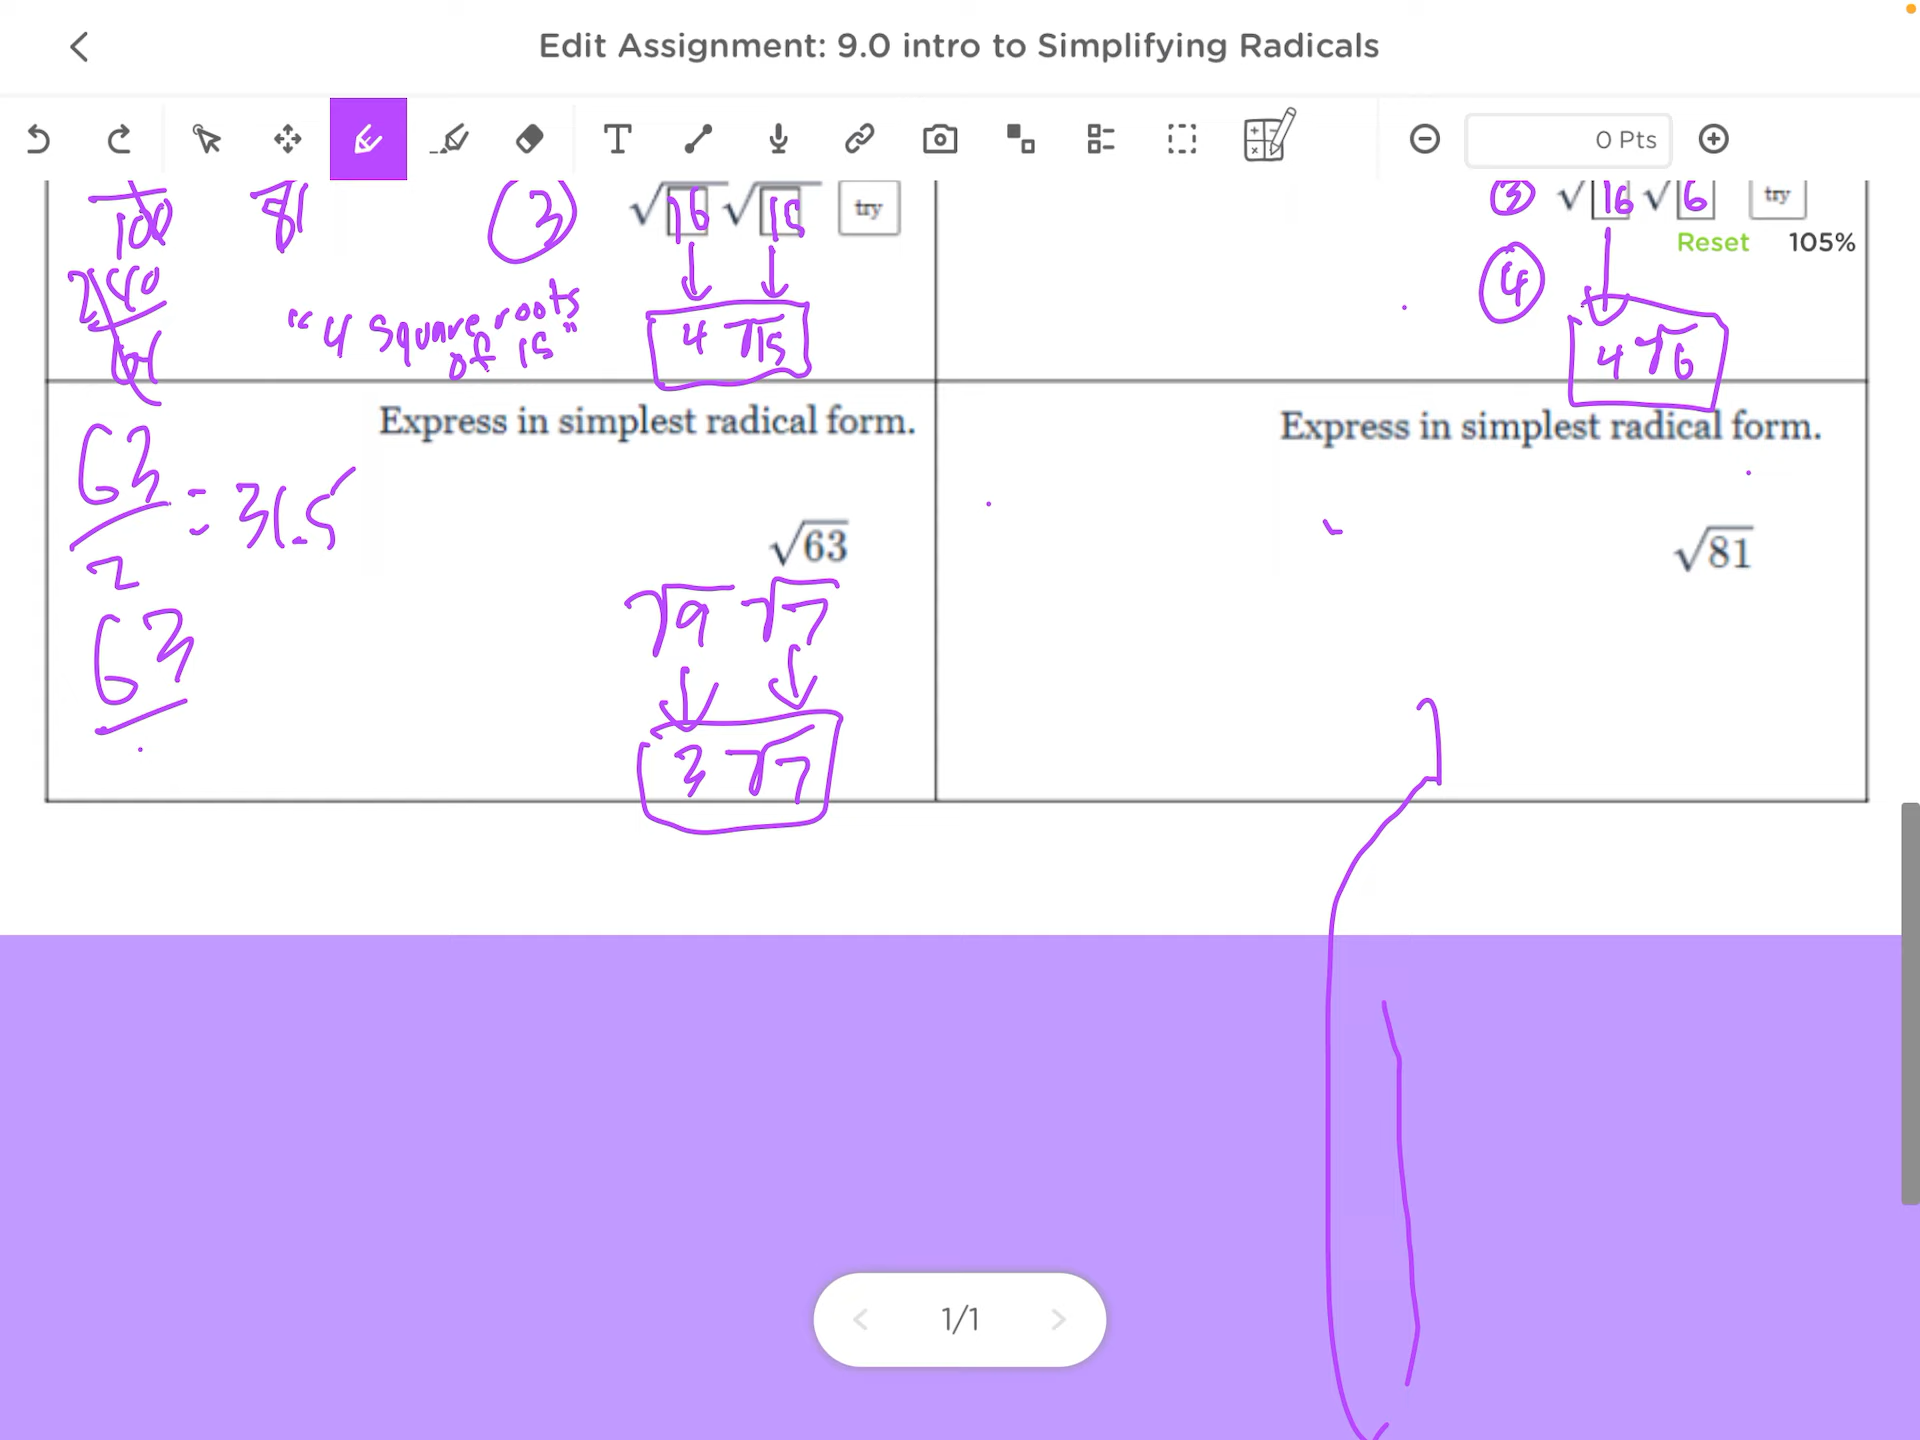 Edit Assignment: 9.0 intro to Simplifying Radicals
T
0 Pts
100 81 3 √16 √15 try
240
"4 square roots of 15"
4 √15
3 √16 √6 try
Reset 105%
4
4 √6
Express in simplest radical form.
63/2 = 31.5
√63
√9 √7
63
3 √7
Express in simplest radical form.
√81
1/1